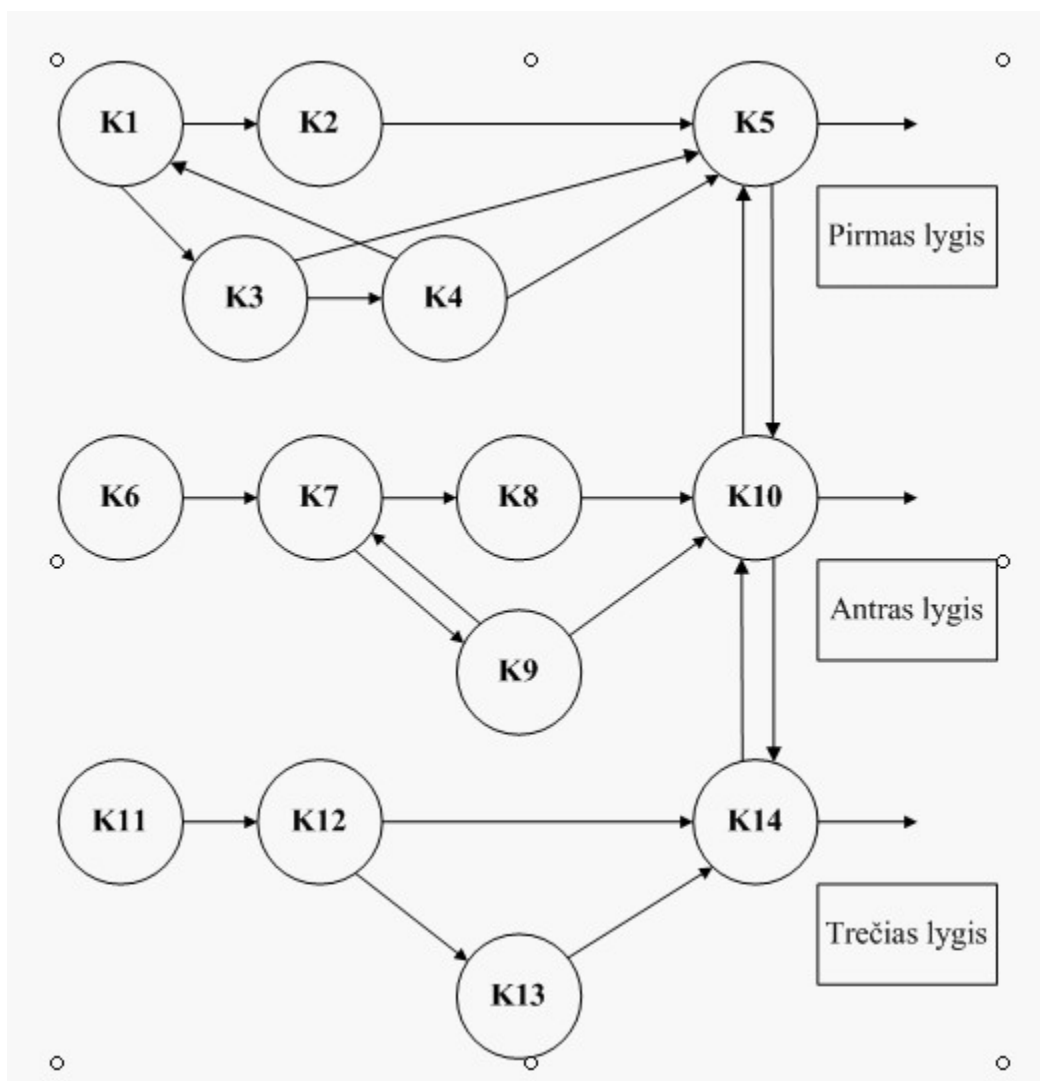 K1
K2
K5
Pirmas lygis
K3
K4
K6
K7
K8
K10
Antras lygis
K9
K11
K12
K14
Trečias lygis
K13